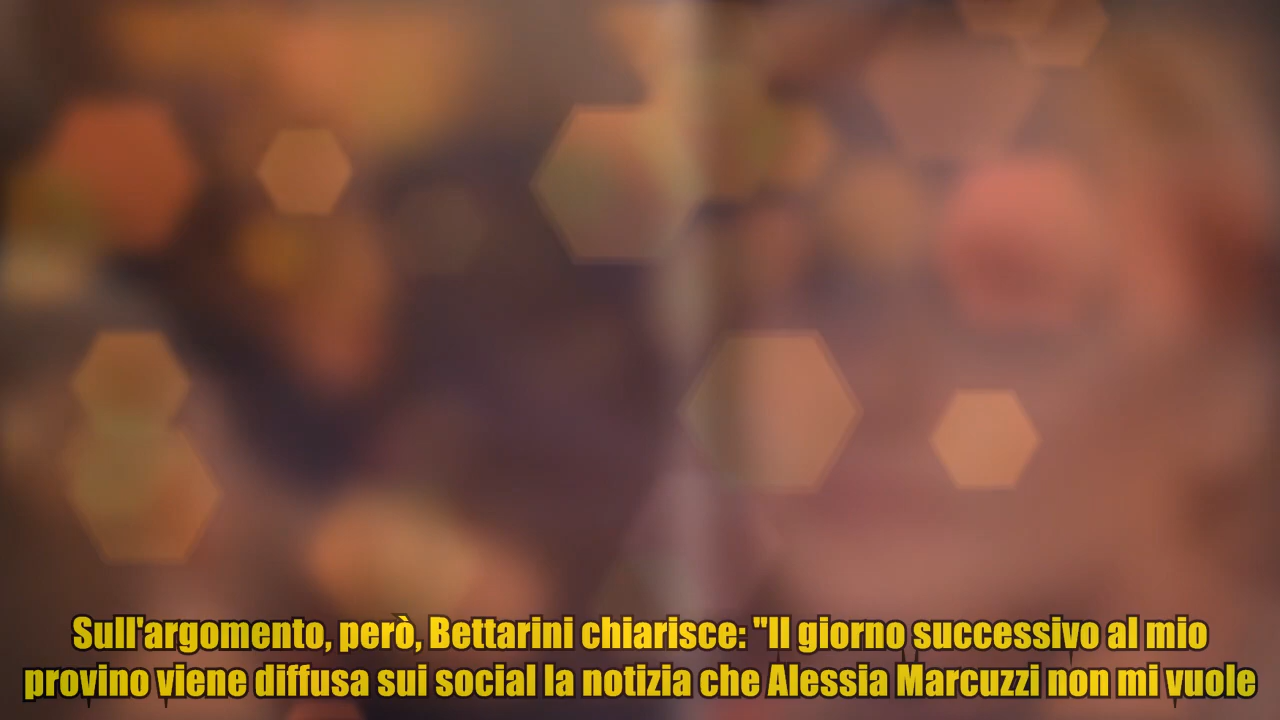 Sull'argomento, però, Bettarini chiarisce: "Il giorno successivo al mio
provino viene diffusa sui social la notizia che Alessia Marcuzzi non mi vuole